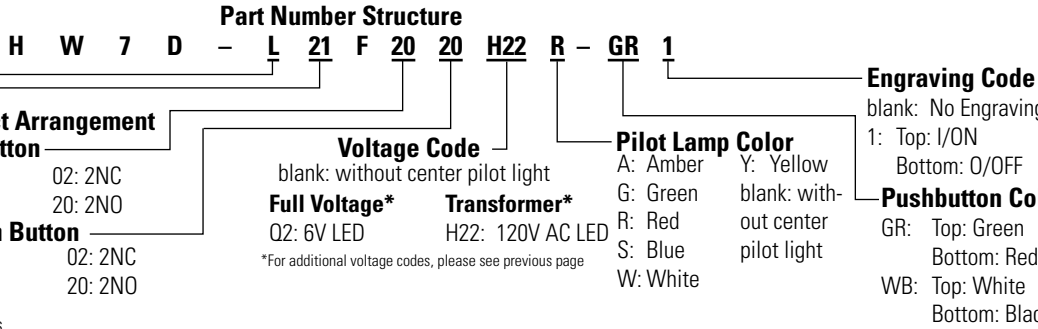 Part Number Structure
H W 7 D – L 21 F 20 20 H22 R – GR 1
Engraving Code
blank: No Engraving
1: Top: I/ON
Bottom: O/OFF
Pushbutton
GR: Top: Green
Bottom: Red
WB: Top: White
Bottom:
Arrangement
02: 2NC
20: 2NO
Button
02: 2NC
20: 2NO
Voltage Code
blank: without center pilot light
Full Voltage* Transformer*
Q2: 6V LED H22: 120V AC LED
*For additional voltage codes, please see previous page
Pilot Lamp Color
A: Amber Y: Yellow
G: Green blank: with-
R: Red out center
S: Blue pilot light
W: White